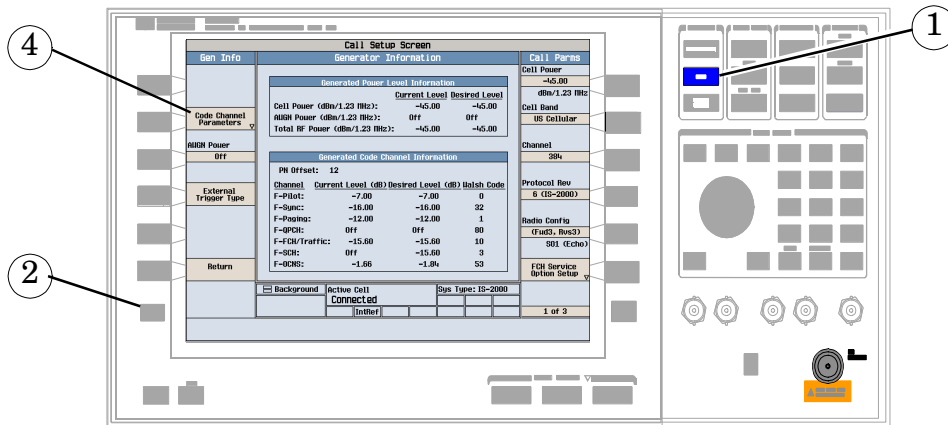 4
1
2
Call Setup Screen
Gen Info
Generator Information
Call Parms
Code Channel
Parameters
AWGN Power
Off
External
Trigger Type
Return
Generated Power Level Information
Current Level Desired Level
Cell Power (dBm/1.23 MHz): -45.00 -45.00
AWGN Power (dBm/1.23 MHz): Off Off
Total RF Power (dBm/1.23 MHz): -45.00 -45.00
Generated Code Channel Information
PN Offset: 12
Channel Current Level (dB) Desired Level (dB) Walsh Code
F-Pilot: -7.00 -7.00 0
F-Sync: -16.00 -16.00 32
F-Paging: -12.00 -12.00 1
F-QPCH: Off Off 80
F-FCH/Traffic: -15.60 -15.60 10
F-SCH: Off -15.60 3
F-OCNS: -1.66 -1.84 53
Cell Power
-45.00
dBm/1.23 MHz
Cell Band
US Cellular
Channel
384
Protocol Rev
6 (IS-2000)
Radio Config
(Fwd3, Rvs3)
SO1 (Echo)
FCH Service
Option Setup
1 of 3
Background
Active Cell
Connected
Sys Type: IS-2000
IntRef